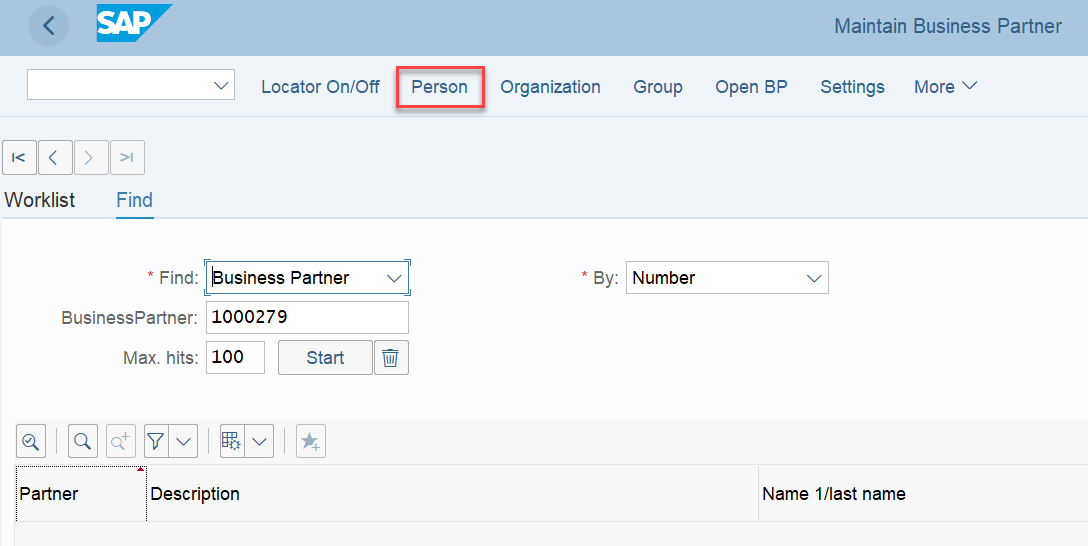 SAP Maintain Business Partner
Locator On/Off Person Organization Group Open BP Settings More
Worklist Find
* Find: Business Partner * By: Number
BusinessPartner: 1000279
Max. hits: 100 Start
Partner Description Name 1/last name